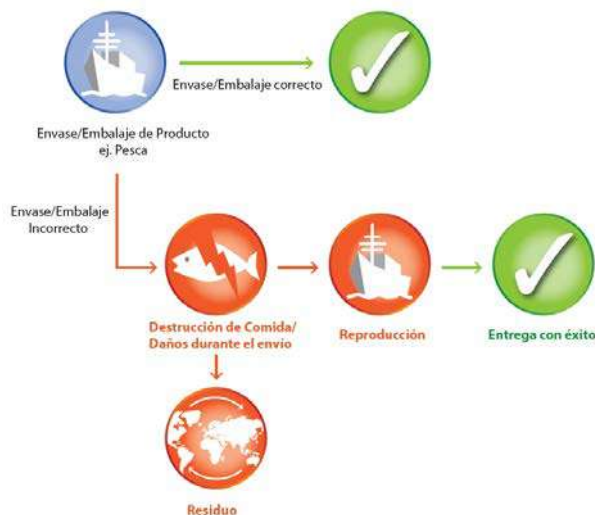 Envase/Embalaje correcto
Envase/Embalaje de Producto
ej. Pesca
Envase/Embalaje
Incorrecto
Destrucción de Comida/
Daños durante el envio
Reproducción
Entrega con éxito
Residuo